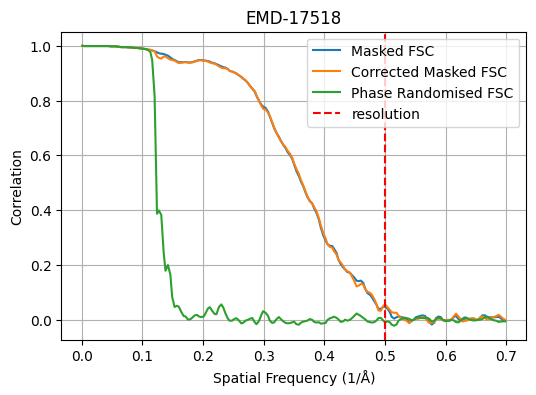 EMD-17518
Masked FSC
Corrected Masked FSC
Phase Randomised FSC
resolution
Correlation
1.0
0.8
0.6
0.4
0.2
0.0
0.0 0.1 0.2 0.3 0.4 0.5 0.6 0.7
Spatial Frequency (1/Å)